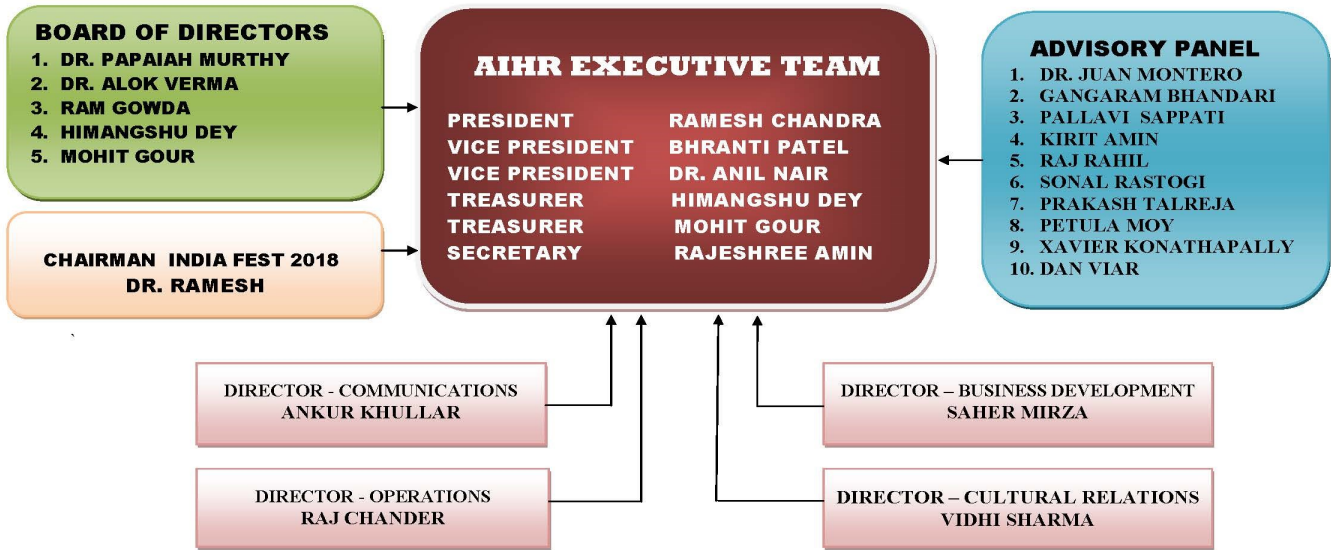 BOARD OF DIRECTORS
1. DR. PAPAIAH MURTHY
2. DR. ALOK VERMA
3. RAM GOWDA
4. HIMANGSHU DEY
5. MOHIT GOUR
CHAIRMAN INDIA FEST 2018
DR. RAMESH
AIHR EXECUTIVE TEAM
PRESIDENT RAMESH CHANDRA
VICE PRESIDENT BHRANTI PATEL
VICE PRESIDENT DR. ANIL NAIR
TREASURER HIMANGSHU DEY
TREASURER MOHIT GOUR
SECRETARY RAJESHREE AMIN
ADVISORY PANEL
1. DR. JUAN MONTERO
2. GANGARAM BHANDARI
3. PALLAVI SAPPATI
4. KIRIT AMIN
5. RAJ RAHIL
6. SONAL RASTOGI
7. PRAKASH TALREJA
8. PETULA MOY
9. XAVIER KONATHAPALLY
10. DAN VIAR
`
DIRECTOR - COMMUNICATIONS
ANKUR KHULLAR
DIRECTOR – BUSINESS DEVELOPMENT
SAHER MIRZA
DIRECTOR - OPERATIONS
RAJ CHANDER
DIRECTOR – CULTURAL RELATIONS
VIDHI SHARMA